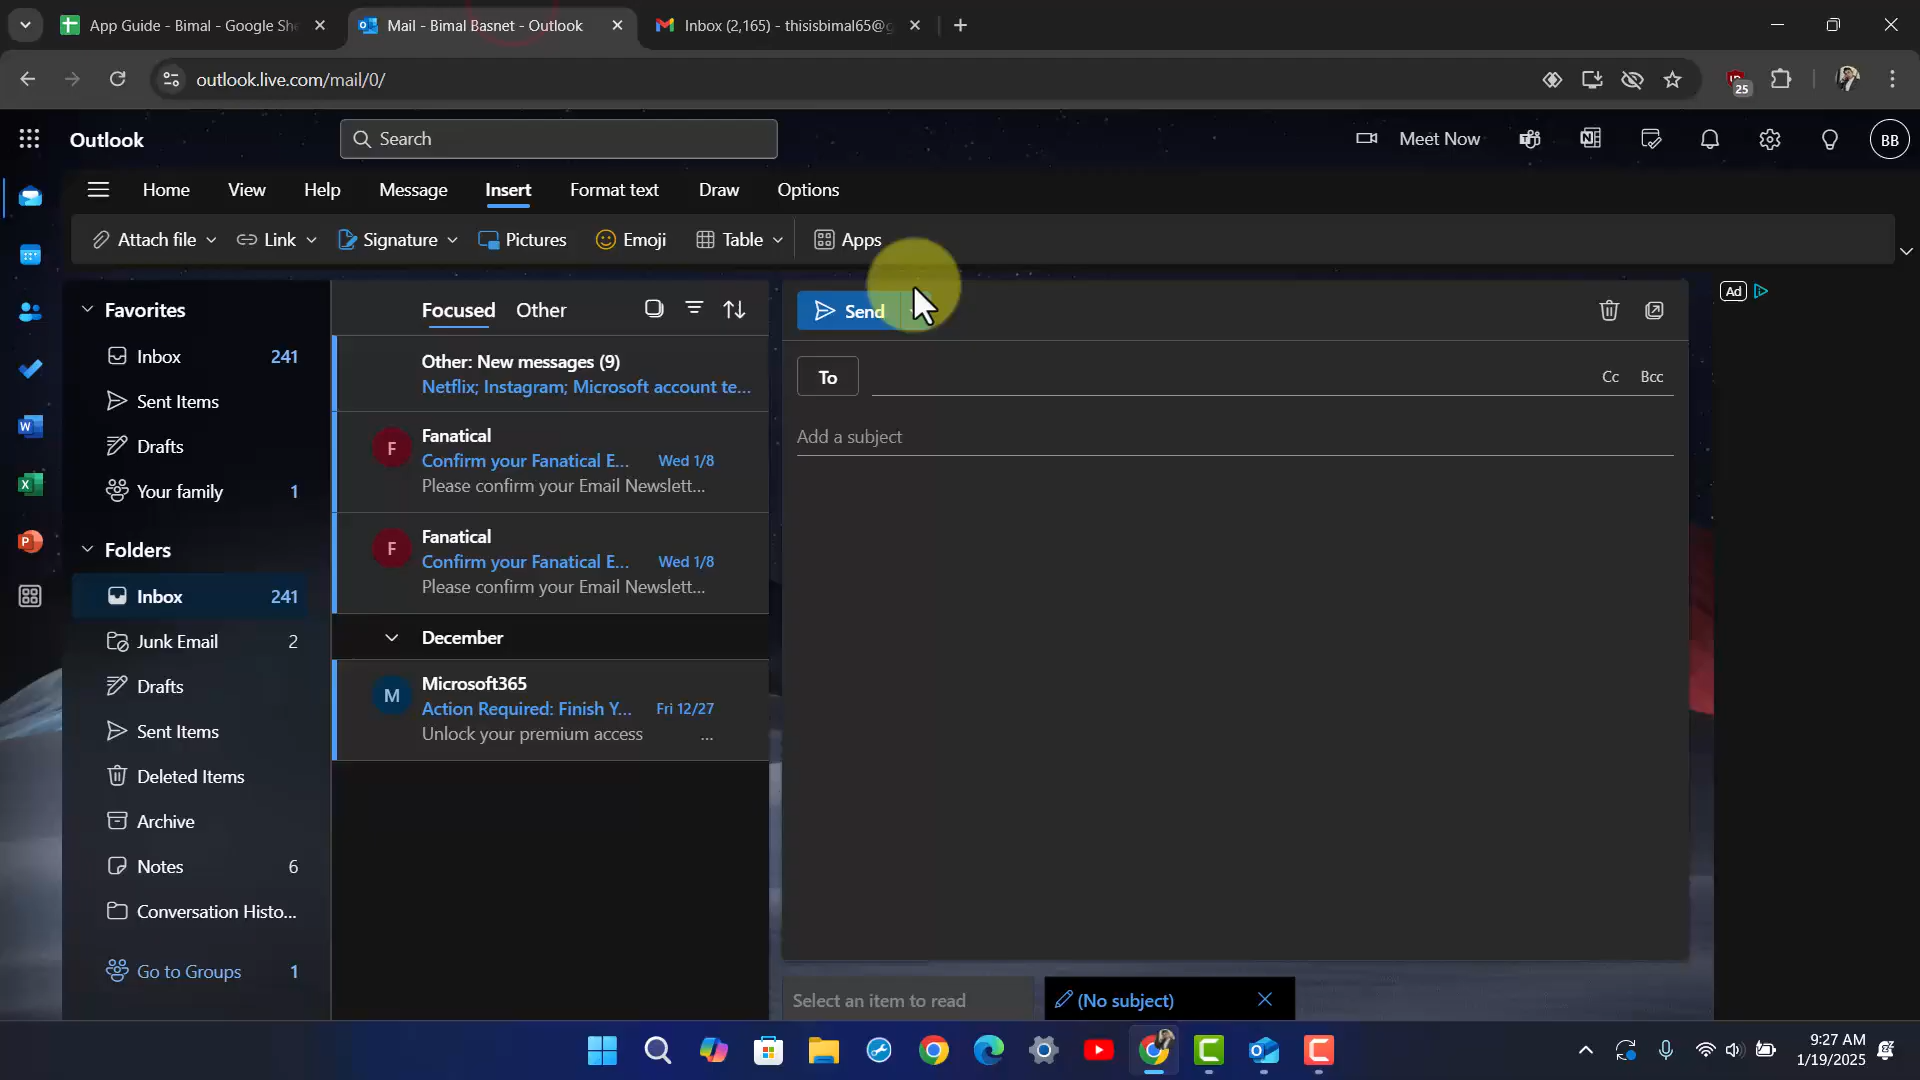 App Guide - Bimal - Google She
Mail - Bimal Basnet - Outlook
Inbox (2,165) - thisisbimal65@g
outlook.live.com/mail/0/
25
Outlook
Search
Meet Now
BB
Home
View
Help
Message
Insert
Format text
Draw
Options
Attach file
Link
Signature
Pictures
Emoji
Table
Apps
Favorites
Inbox 241
Sent Items
Drafts
Your family 1
Folders
Inbox 241
Junk Email 2
Drafts
Sent Items
Deleted Items
Archive
Notes 6
Conversation Histo...
Go to Groups 1
Focused Other
Other: New messages (9)
Netflix; Instagram; Microsoft account te...
F
Fanatical
Confirm your Fanatical E... Wed 1/8
Please confirm your Email Newslett...
F
Fanatical
Confirm your Fanatical E... Wed 1/8
Please confirm your Email Newslett...
December
M
Microsoft365
Action Required: Finish Y... Fri 12/27
Unlock your premium access ...
Send
To
Cc Bcc
Add a subject
Ad
Select an item to read
(No subject)
9:27 AM
1/19/2025